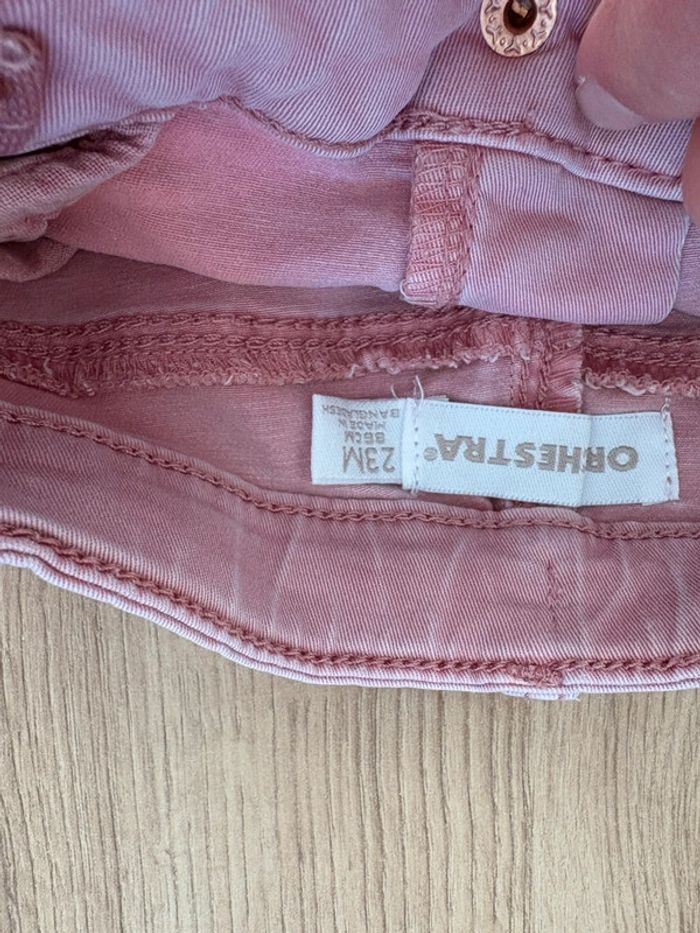 ORCHESTRA®
23M
86CM
MADE IN
BANGLADESH